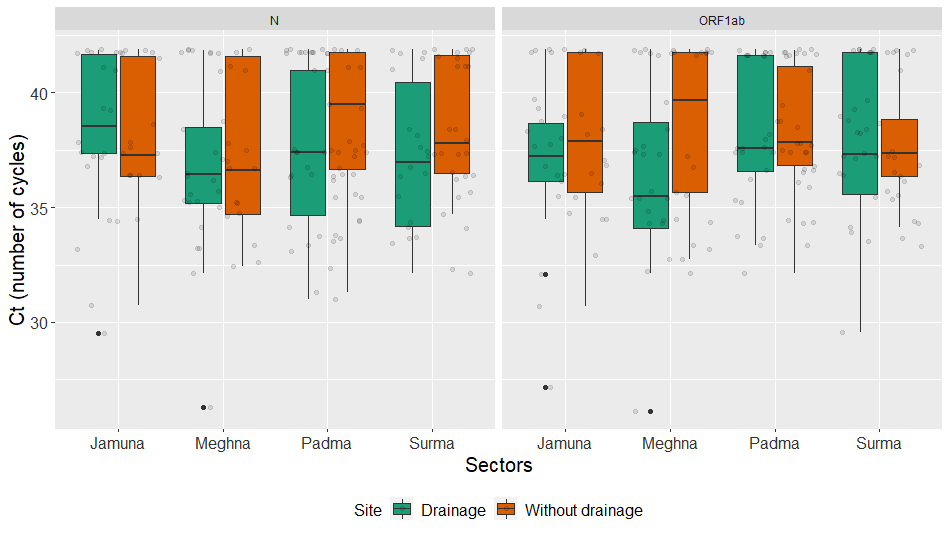 N ORF1ab
Ct (number of cycles)
40
35
30
Jamuna Meghna Padma Surma Jamuna Meghna Padma Surma
Sectors
Site Drainage Without drainage